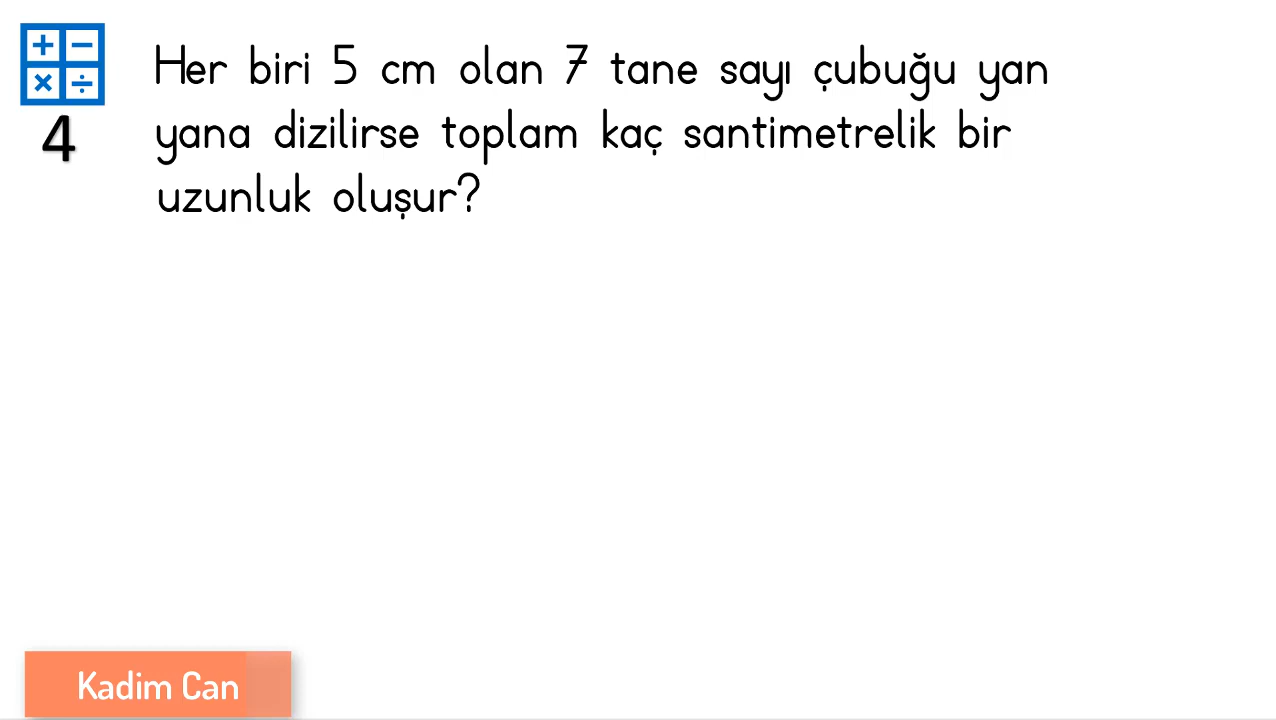 + −
× ÷
4
Her biri 5 cm olan 7 tane sayı çubuğu yan
yana dizilirse toplam kaç santimetrelik bir
uzunluk oluşur?
Kadim Can